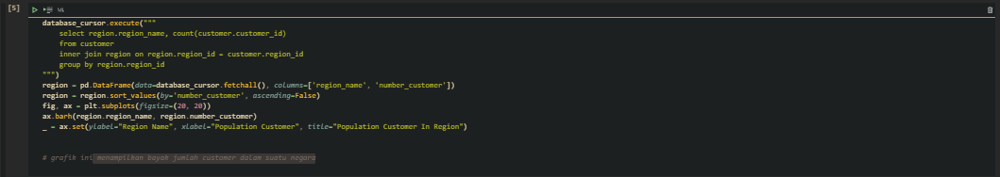 [5]
database_cursor.execute("""
select region.region_name, count(customer.customer_id)
from customer
inner join region on region.region_id = customer.region_id
group by region.region_id
""")
region = pd.DataFrame(data=database_cursor.fetchall(), columns=['region_name', 'number_customer'])
region = region.sort_values(by='number_customer', ascending=False)
fig, ax = plt.subplots(figsize=(20, 20))
ax.barh(region.region_name, region.number_customer)
_ = ax.set(ylabel="Region Name", xlabel="Population Customer", title="Population Customer In Region")
# grafik ini menampilkan bayak jumlah customer dalam suatu negara